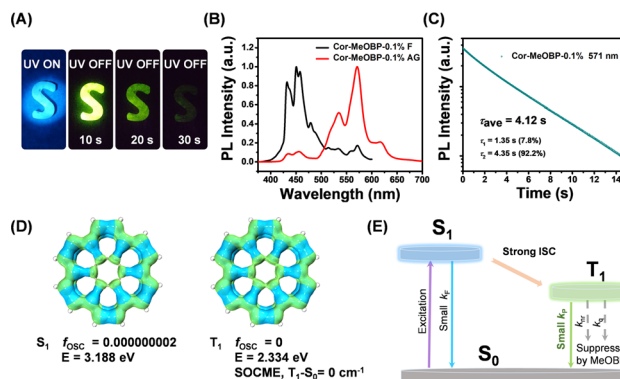 (A)
UV ON UV OFF UV OFF UV OFF
S S S S
10 s 20 s 30 s
(B)
PL Intensity (a.u.)
1.2
1.0
0.8
0.6
0.4
0.2
0.0
Cor-MeOBP-0.1% F
Cor-MeOBP-0.1% AG
400 450 500 550 600 700
Wavelength (nm)
(C)
PL Intensity (a.u.)
Cor-MeOBP-0.1% 571 nm
τave = 4.12 s
τ1 = 1.35 s (7.8%)
τ2 = 4.35 s (92.2%)
0 2 4 6 8 10 12 14
Time (s)
(D)
S1 fOSC = 0.000000002
E = 3.188 eV
T1 fOSC = 0
E = 2.334 eV
SOCME, T1-S0= 0 cm-1
(E)
S1
Strong ISC
T1
Excitation
Small kF
Small kP
knr
kq
Suppress
by MeOB
S0